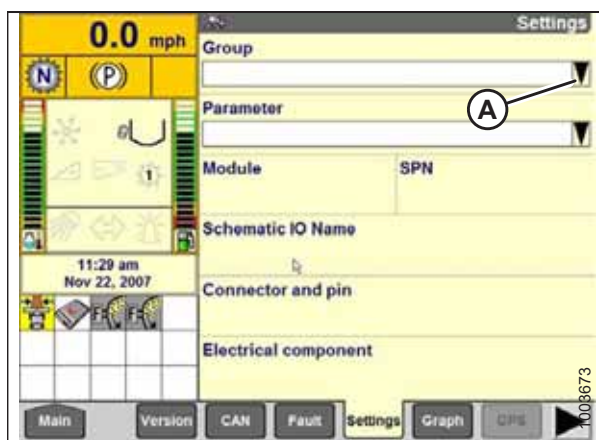 0.0 mph
Settings
Group
N
P
A
Parameter
1
Module
SPN
Schematic IO Name
11:29 am
Nov 22, 2007
Connector and pin
Electrical component
Main
Version
CAN
Fault
Settings
Graph
GPS
1003673